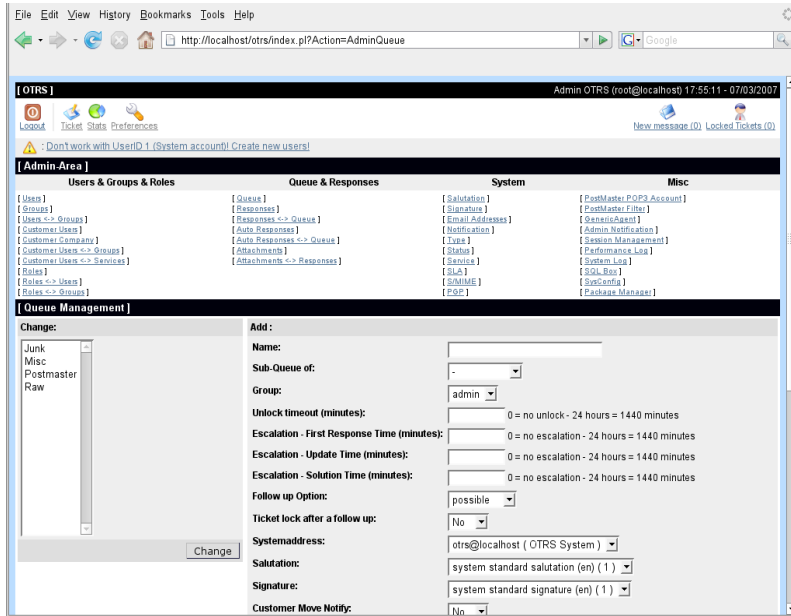 File Edit View History Bookmarks Tools Help
http://localhost/otrs/index.pl?Action=AdminQueue
G Google
[ OTRS ]
Admin OTRS (root@localhost) 17:55:11 - 07/03/2007
Logout Ticket Stats Preferences
New message (0) Locked Tickets (0)
: Don't work with UserID 1 (System account)! Create new users!
[ Admin-Area ]
Users & Groups & Roles
[ Users ]
[ Groups ]
[ Users <-> Groups ]
[ Customer Users ]
[ Customer Company ]
[ Customer Users <-> Groups ]
[ Customer Users <-> Services ]
[ Roles ]
[ Roles <-> Users ]
[ Roles <-> Groups ]
Queue & Responses
[ Queue ]
[ Responses ]
[ Responses <-> Queue ]
[ Auto Responses ]
[ Auto Responses <-> Queue ]
[ Attachments ]
[ Attachments <-> Responses ]
System
[ Salutation ]
[ Signature ]
[ Email Addresses ]
[ Notification ]
[ Type ]
[ Status ]
[ Service ]
[ SLA ]
[ S/MIME ]
[ PGP ]
Misc
[ PostMaster POP3 Account ]
[ PostMaster Filter ]
[ GenericAgent ]
[ Admin Notification ]
[ Session Management ]
[ Performance Log ]
[ System Log ]
[ SQL Box ]
[ SysConfig ]
[ Package Manager ]
[ Queue Management ]
Change:
Junk
Misc
Postmaster
Raw
Change
Add :
Name:
Sub-Queue of: -
Group: admin
Unlock timeout (minutes): 0 = no unlock - 24 hours = 1440 minutes
Escalation - First Response Time (minutes): 0 = no escalation - 24 hours = 1440 minutes
Escalation - Update Time (minutes): 0 = no escalation - 24 hours = 1440 minutes
Escalation - Solution Time (minutes): 0 = no escalation - 24 hours = 1440 minutes
Follow up Option: possible
Ticket lock after a follow up: No
Systemaddress: otrs@localhost ( OTRS System )
Salutation: system standard salutation (en) ( 1 )
Signature: system standard signature (en) ( 1 )
Customer Move Notify: No